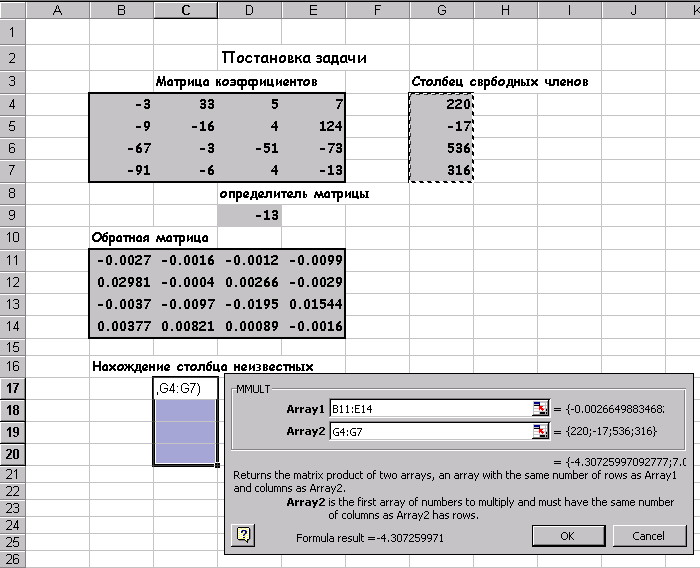 A B C D E F G H I J K
1
2 Постановка задачи
3 Матрица коэффициентов Столбец сврбодных членов
4 -3 33 5 7 220
5 -9 -16 4 124 -17
6 -67 -3 -51 -73 536
7 -91 -6 4 -13 316
8 определитель матрицы
9 -13
10 Обратная матрица
11 -0.0027 -0.0016 -0.0012 -0.0099
12 0.02981 -0.0004 0.00266 -0.0029
13 -0.0037 -0.0097 -0.0195 0.01544
14 0.00377 0.00821 0.00089 -0.0016
15
16 Нахождение столбца неизвестных
17 ,G4:G7)
18
19
20
21
22
23
24
25
26
MMULT
Array1 B11:E14 = {-0.0026649883468;
Array2 G4:G7 = {220;-17;536;316}
= {-4.30725997092777;7.0
Returns the matrix product of two arrays, an array with the same number of rows as Array1
and columns as Array2.
Array2 is the first array of numbers to multiply and must have the same number
of columns as Array2 has rows.
? Formula result =-4.307259971 OK Cancel